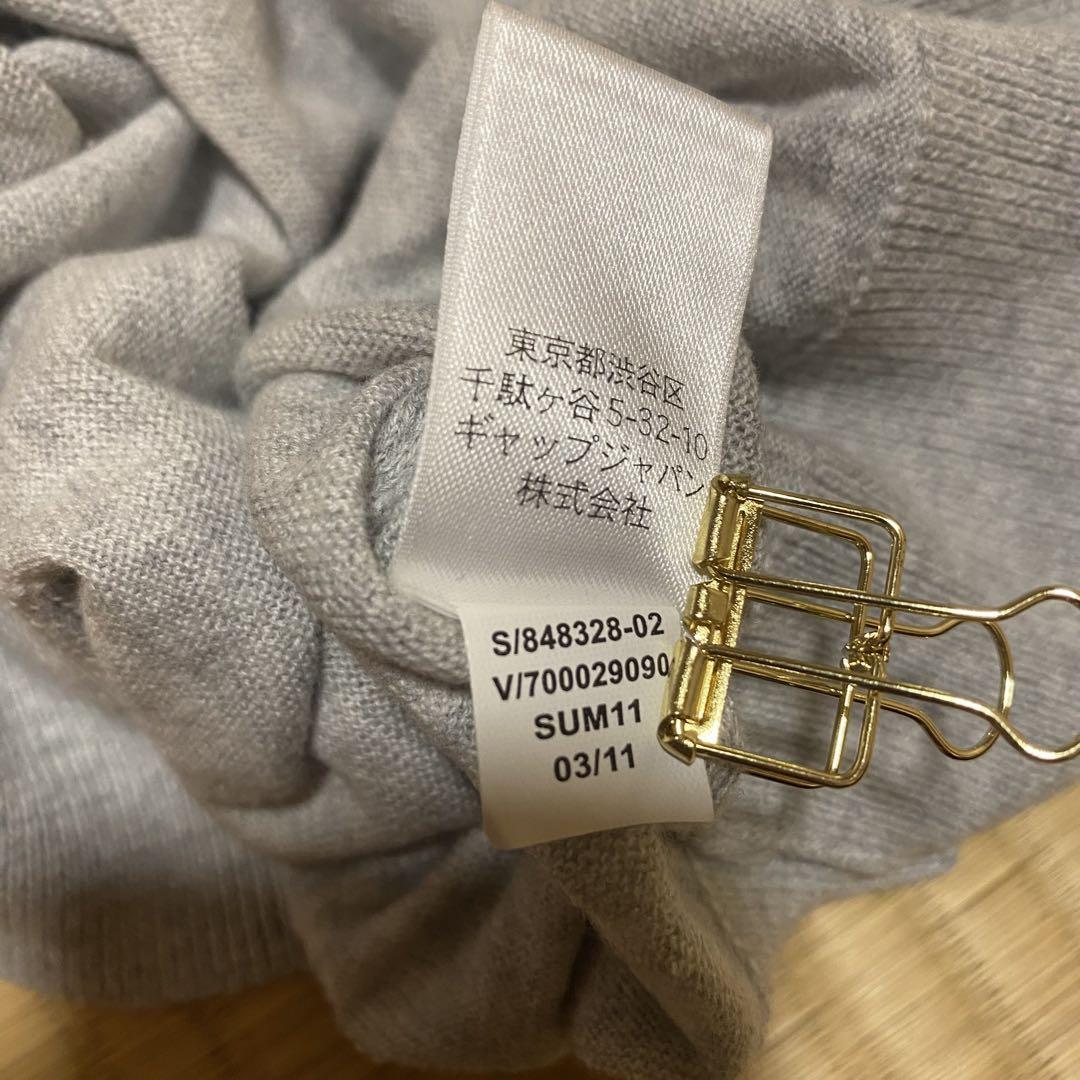 東京都渋谷区
千駄ヶ谷5-32-10
ギャップジャパン
株式会社
S/848328-02
V/700029090
SUM11
03/11